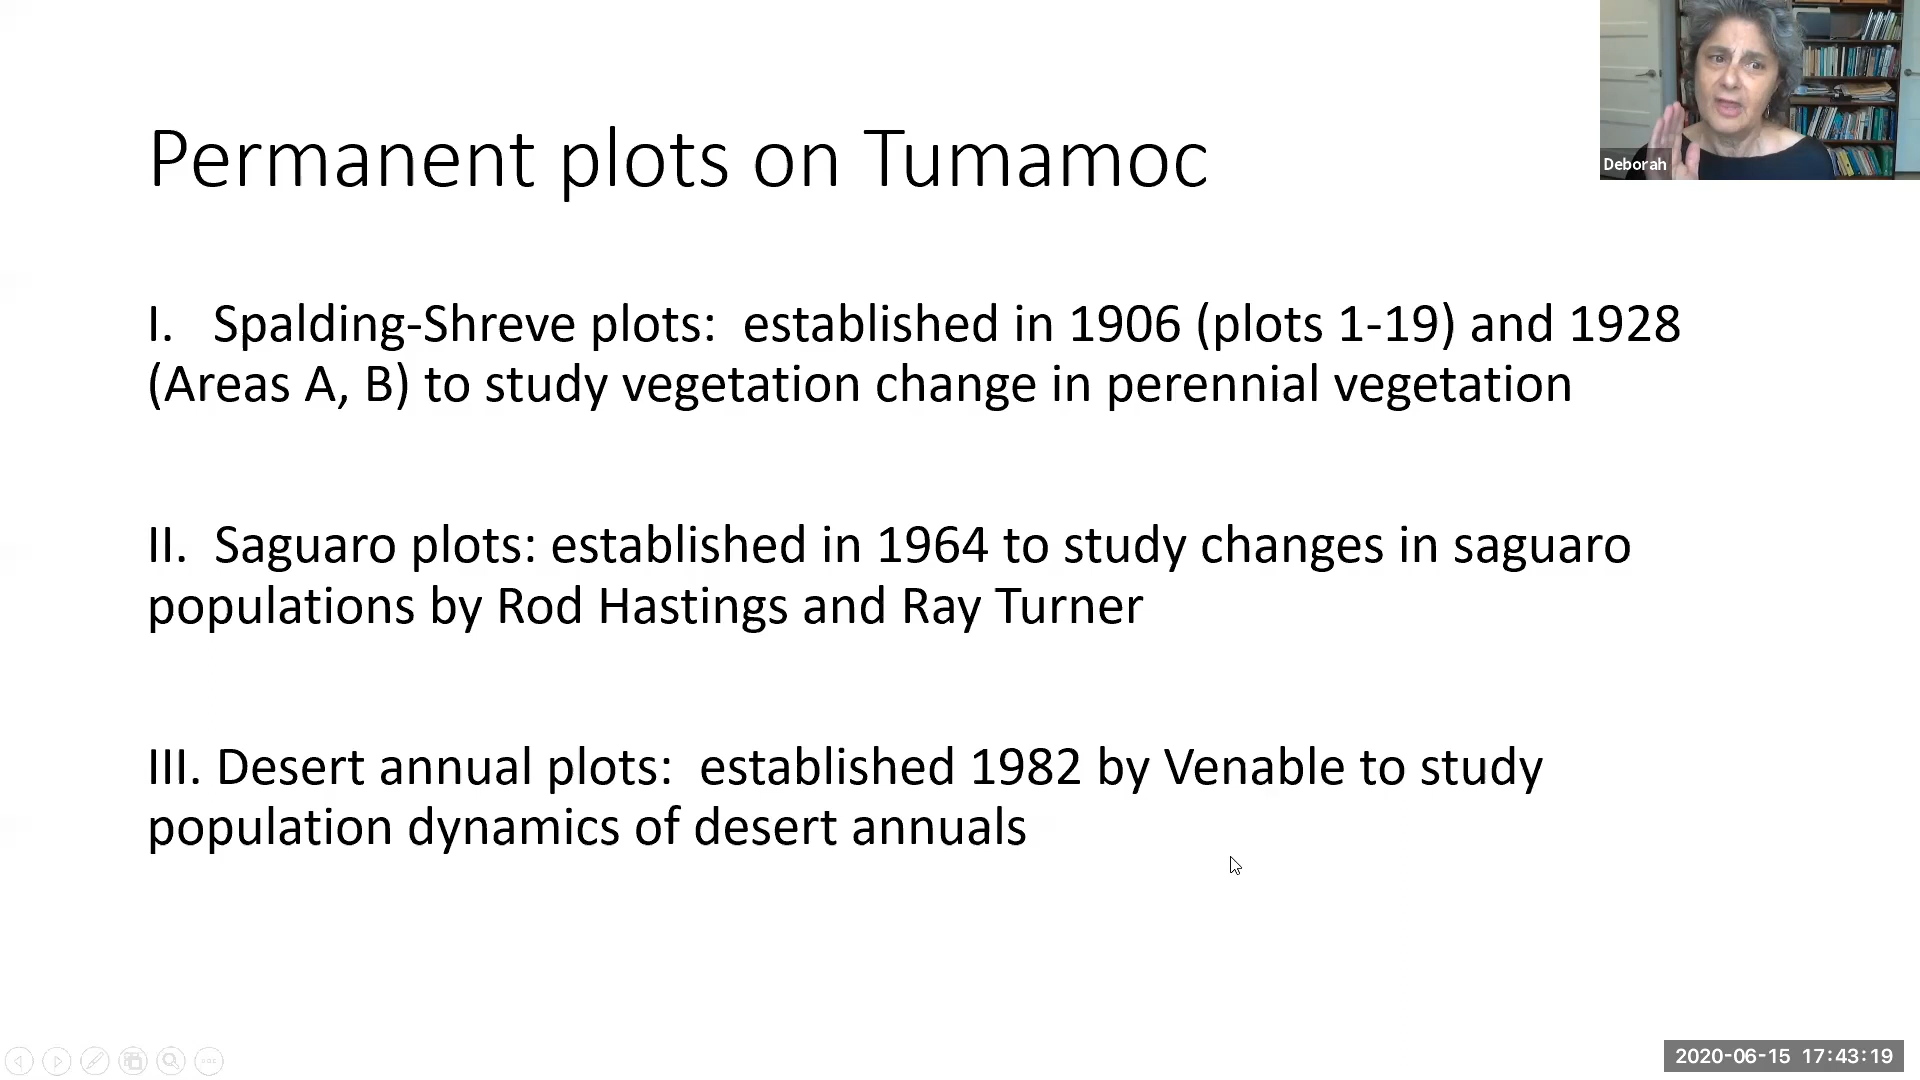 Deborah
Permanent plots on Tumamoc
I. Spalding-Shreve plots: established in 1906 (plots 1-19) and 1928
(Areas A, B) to study vegetation change in perennial vegetation
II. Saguaro plots: established in 1964 to study changes in saguaro
populations by Rod Hastings and Ray Turner
III. Desert annual plots: established 1982 by Venable to study
population dynamics of desert annuals
2020-06-15 17:43:19